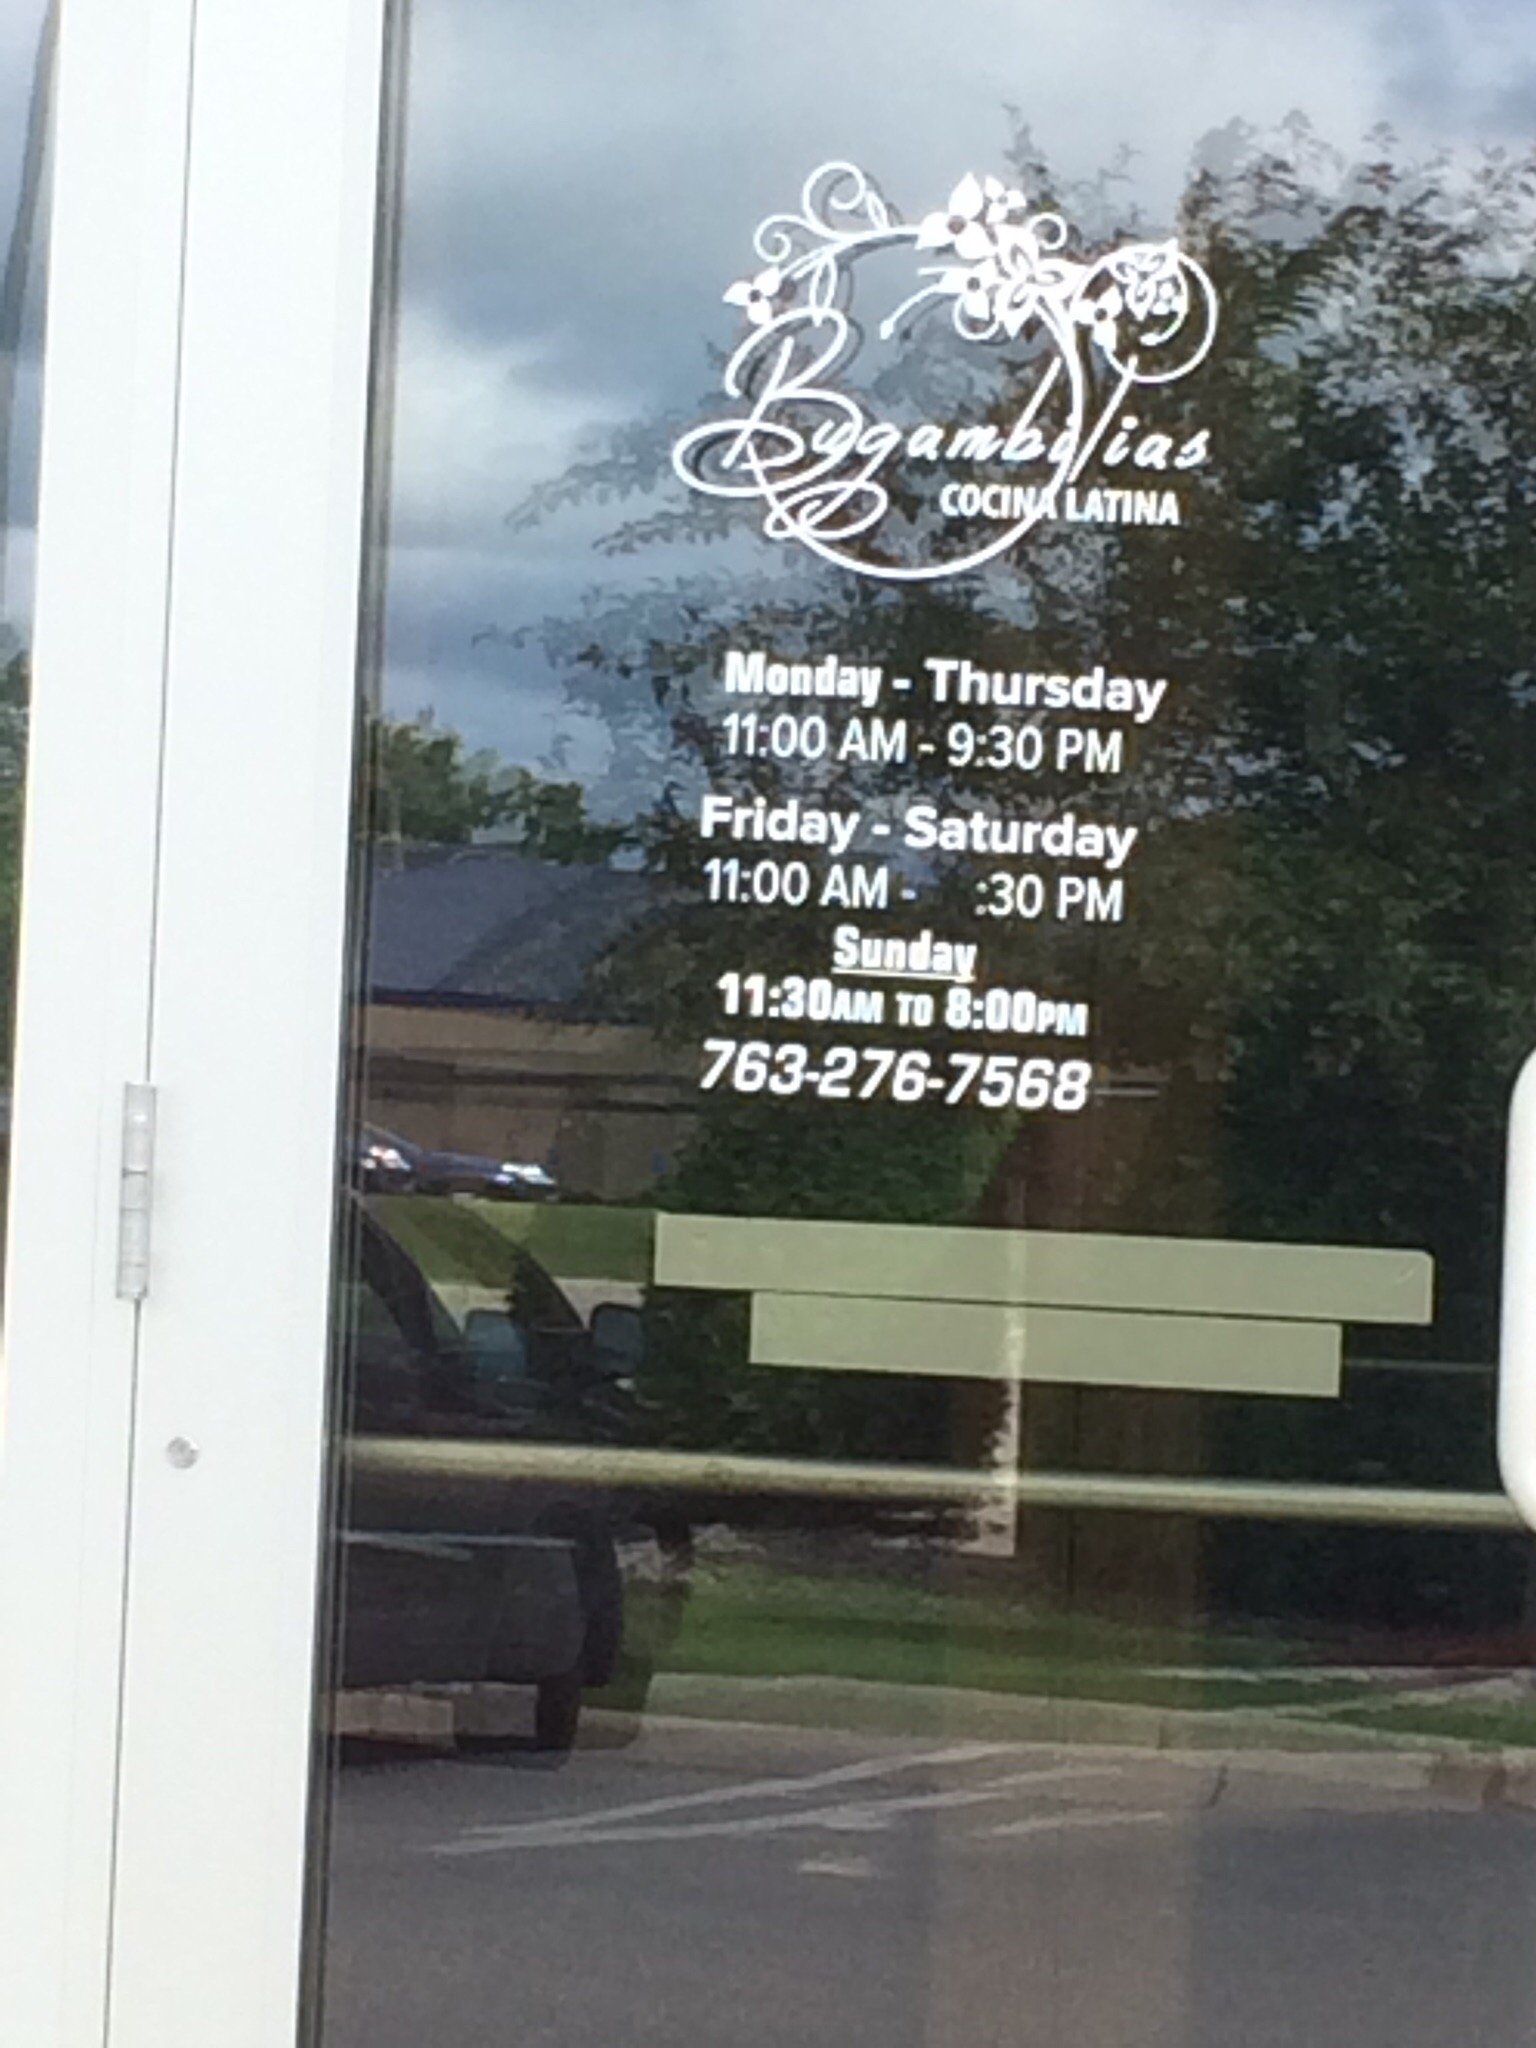 Bugambilias
COCINA LATINA
Monday - Thursday
11:00 AM - 9:30 PM
Friday - Saturday
11:00 AM - :30 PM
Sunday
11:30AM TO 8:00PM
763-276-7568